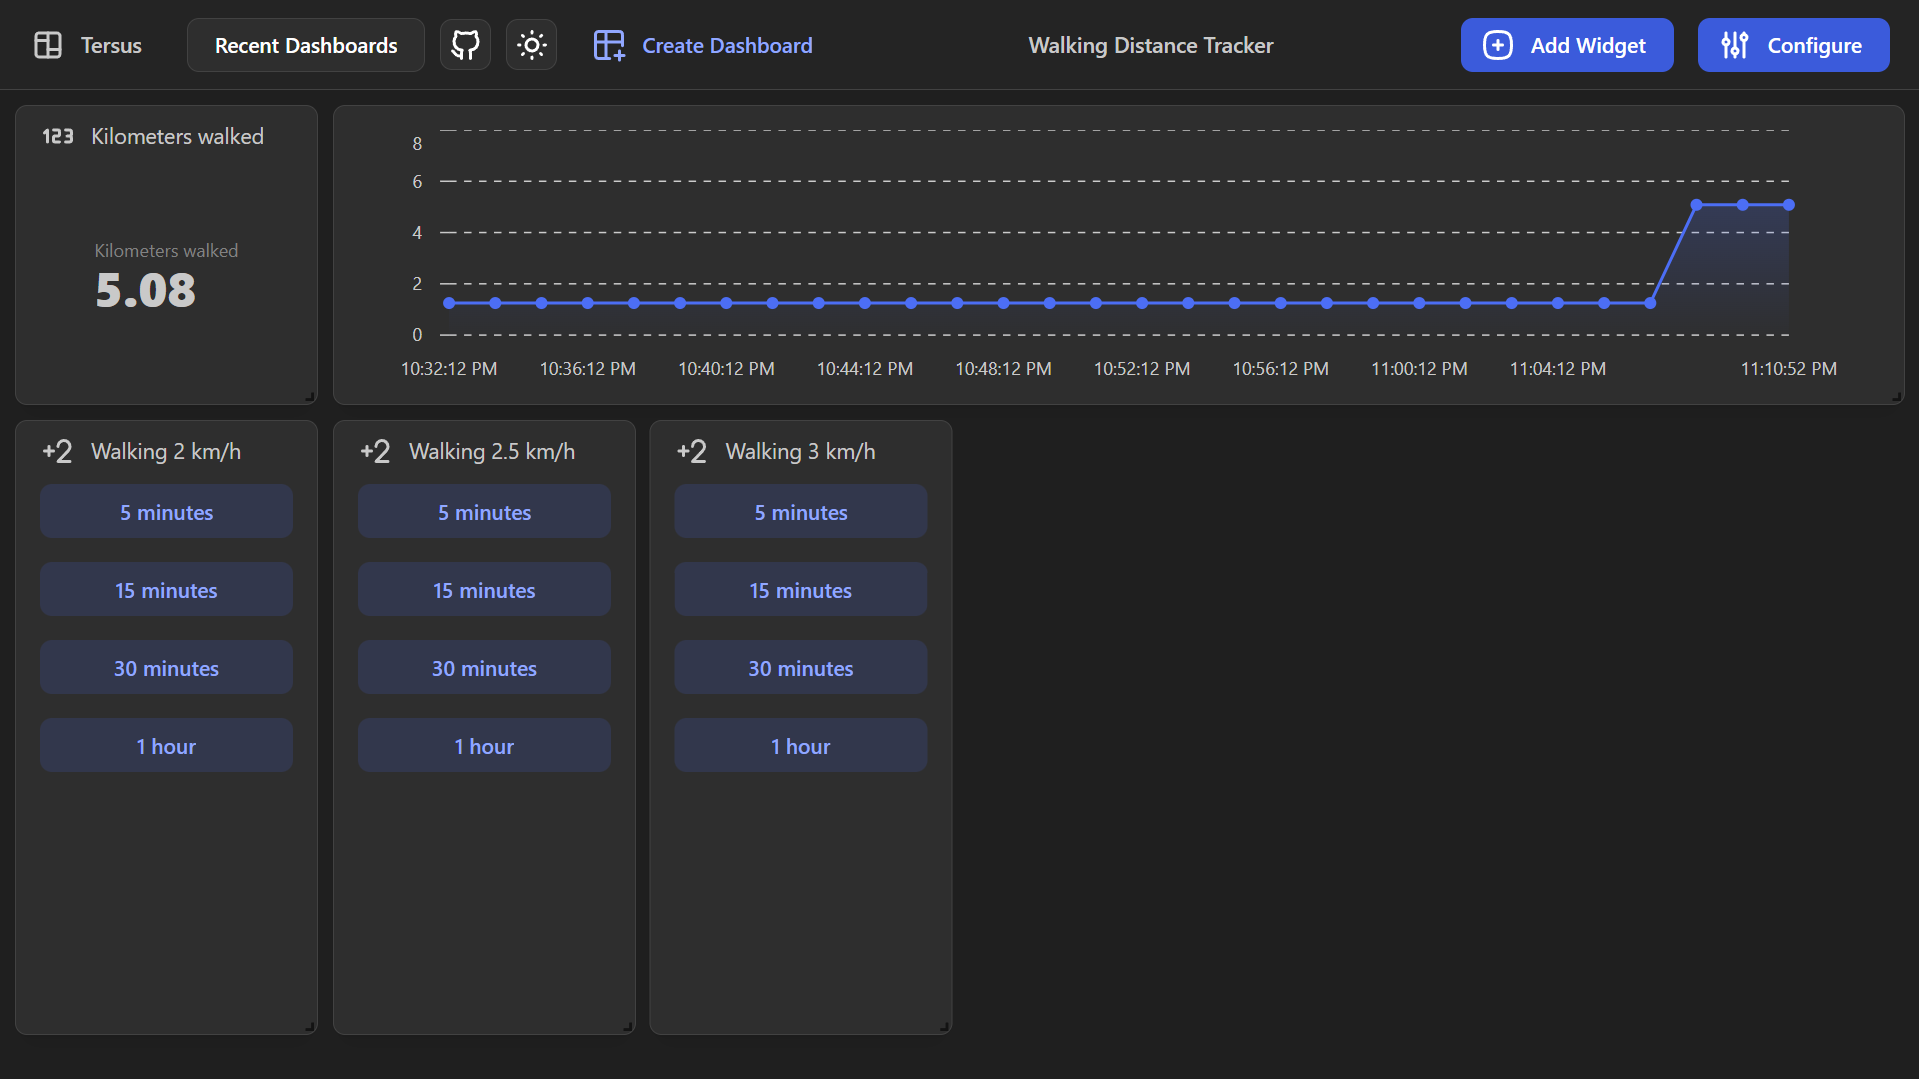 Tersus
Recent Dashboards
Create Dashboard
Walking Distance Tracker
Add Widget
Configure
123 Kilometers walked
Kilometers walked
5.08
8
6
4
2
0
10:32:12 PM 10:36:12 PM 10:40:12 PM 10:44:12 PM 10:48:12 PM 10:52:12 PM 10:56:12 PM 11:00:12 PM 11:04:12 PM 11:10:52 PM
+2 Walking 2 km/h
5 minutes
15 minutes
30 minutes
1 hour
+2 Walking 2.5 km/h
5 minutes
15 minutes
30 minutes
1 hour
+2 Walking 3 km/h
5 minutes
15 minutes
30 minutes
1 hour